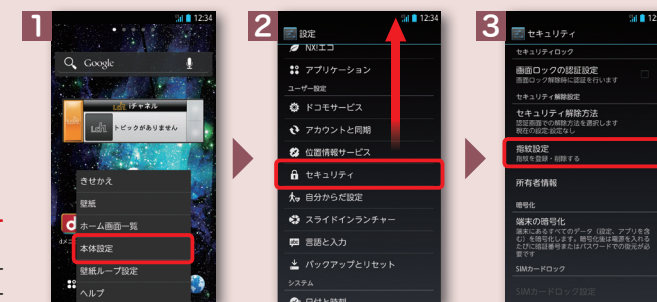 1
12:34
Google
iチャネル
トピックがありません
きせかえ
壁紙
ホーム画面一覧
本体設定
壁紙ループ設定
ヘルプ
2
12:34
設定
NX!エコ
アプリケーション
ユーザー設定
ドコモサービス
アカウントと同期
位置情報サービス
セキュリティ
自分からだ設定
スライドインランチャー
言語と入力
バックアップとリセット
システム
日付と時刻
3
セキュリティ
セキュリティロック
画面ロックの認証設定
画面ロック解除時に認証を行います
セキュリティ解除設定
セキュリティ解除方法
認証画面での解除方法を選択します
現在の設定:設定なし
指紋設定
指紋を登録・削除する
所有者情報
暗号化
端末の暗号化
端末にあるすべてのデータ（設定、アプリを含
む）を暗号化します。暗号化後は電源を入れる
たびに暗証番号またはパスワードでの復元が必
要です
SIMカードロック
SIMカードロック設定